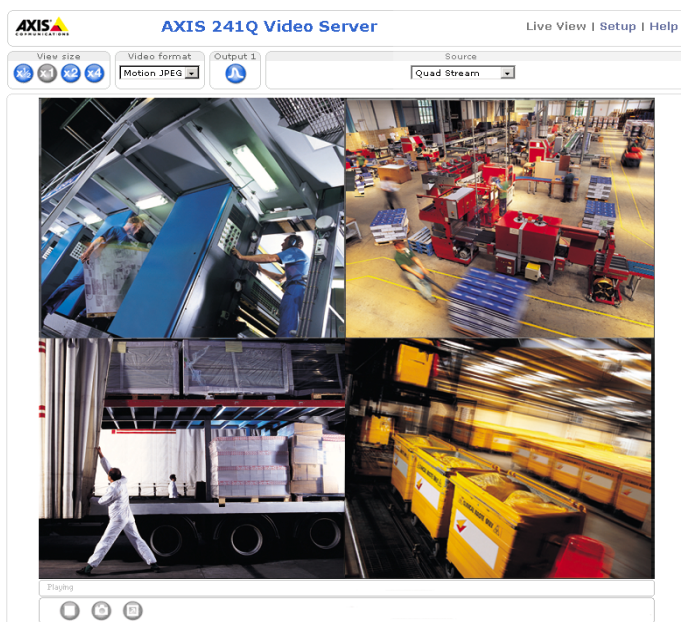 AXIS
COMMUNICATIONS
AXIS 241Q Video Server
Live View | Setup | Help
View size
Video format
Output 1
Source
x½ x1 x2 x4
Motion JPEG
Quad Stream
Playing